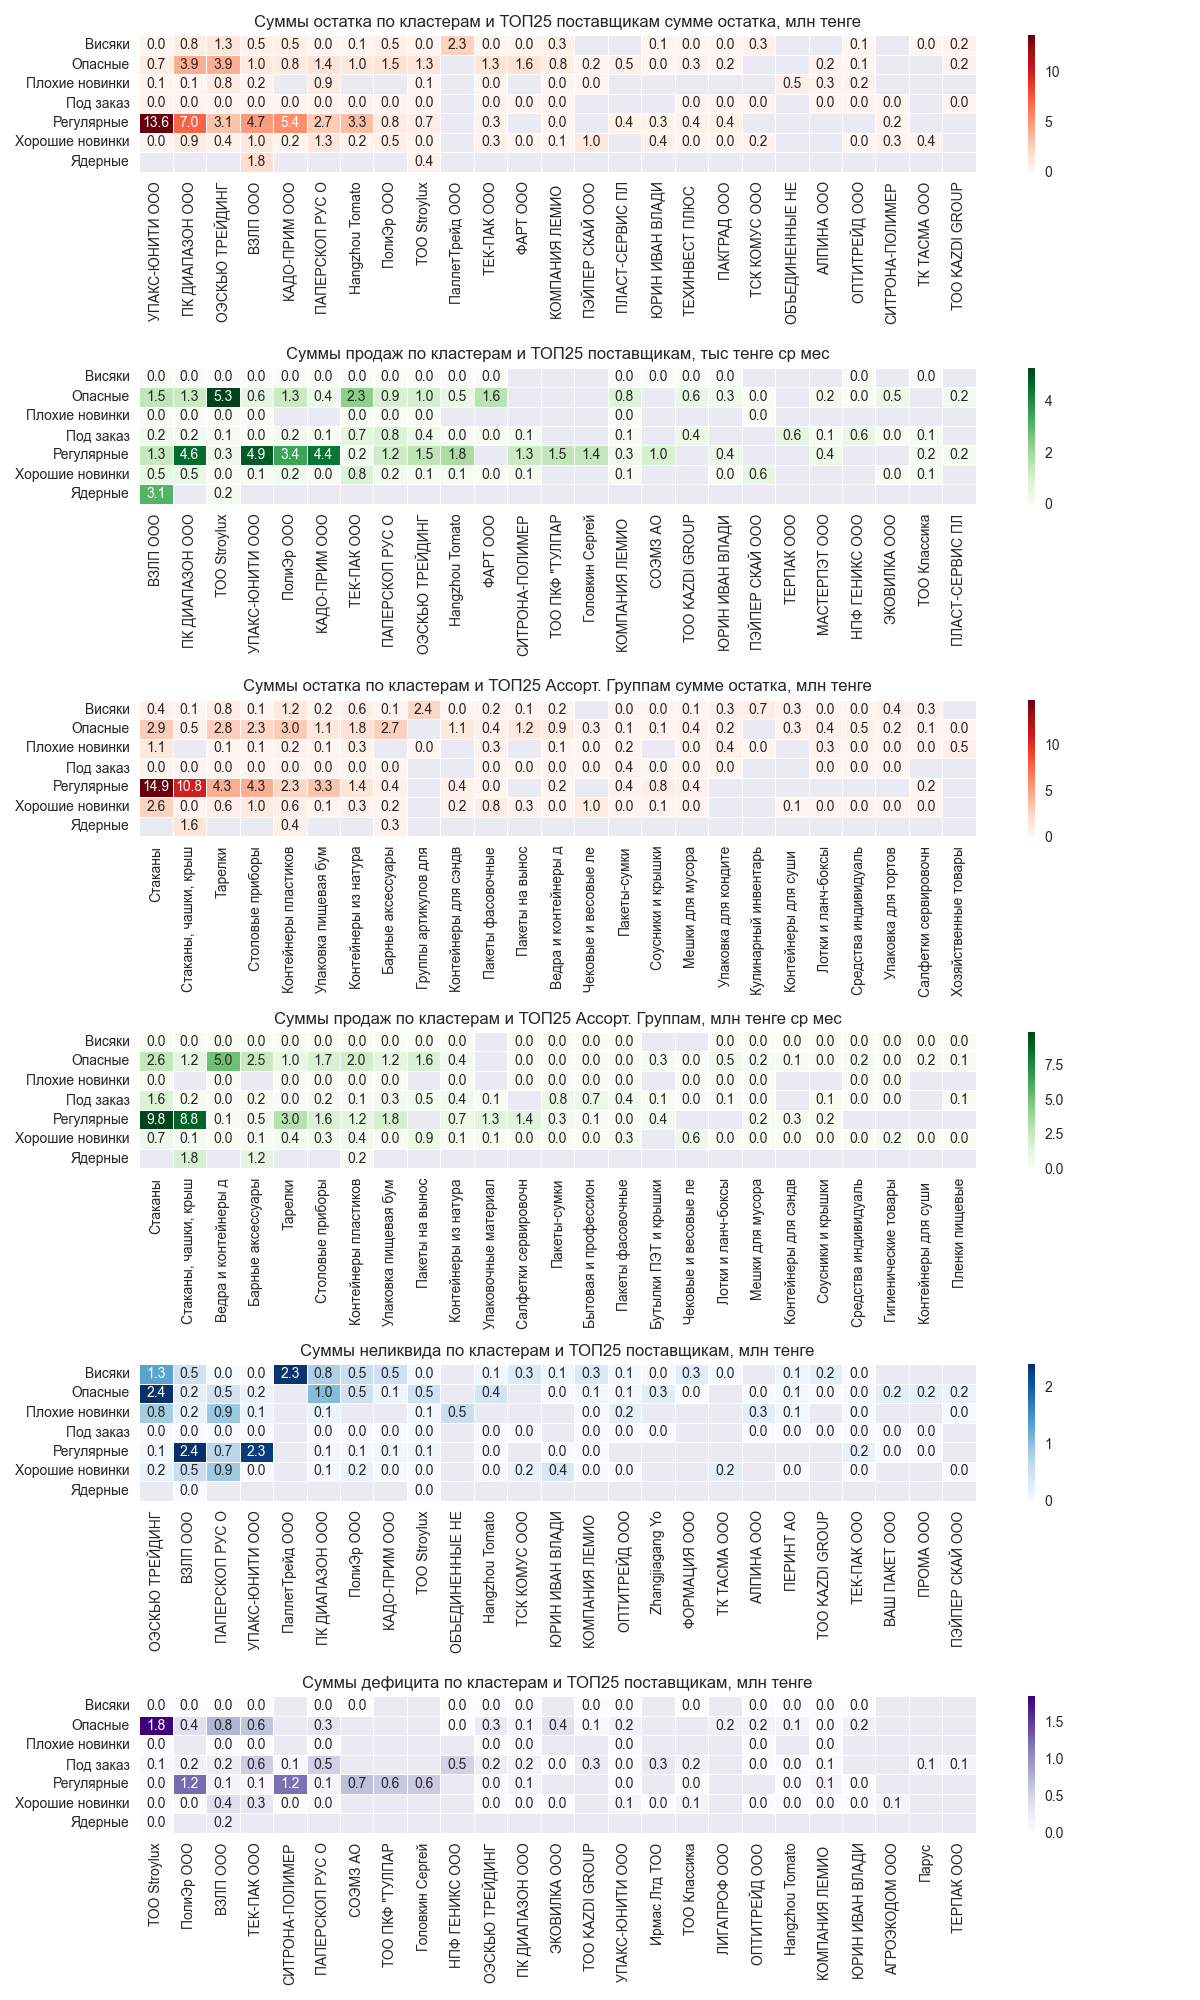 Суммы остатка по кластерам и ТОП25 поставщикам сумме остатка, млн тенге
Висяки 0.0 0.8 1.3 0.5 0.5 0.0 0.1 0.5 0.0 2.3 0.0 0.0 0.3 0.1 0.0 0.0 0.3 0.1 0.0 0.2
Опасные 0.7 3.9 3.9 1.0 0.8 1.4 1.0 1.5 1.3 1.3 1.6 0.8 0.2 0.5 0.0 0.3 0.2 0.2 0.1 0.2
Плохие новинки 0.1 0.1 0.8 0.2 0.9 0.1 0.0 0.0 0.0 0.5 0.3 0.2
Под заказ 0.0 0.0 0.0 0.0 0.0 0.0 0.0 0.0 0.0 0.0 0.0 0.0 0.0 0.0 0.0 0.0 0.0 0.0 0.0
Регулярные 13.6 7.0 3.1 4.7 5.4 2.7 3.3 0.8 0.7 0.3 0.0 0.4 0.3 0.4 0.4 0.2
Хорошие новинки 0.0 0.9 0.4 1.0 0.2 1.3 0.2 0.5 0.0 0.3 0.0 0.1 1.0 0.4 0.0 0.0 0.2 0.0 0.3 0.4
Ядерные 1.8 0.4
10
5
0
УПАКС-ЮНИТИ ООО
ПК ДИАПАЗОН ООО
ОЭСКЬЮ ТРЕЙДИНГ
ВЗЛП ООО
КАДО-ПРИМ ООО
ПАПЕРСКОП РУС О
Hangzhou Tomato
ПолиЭр ООО
ТОО Stroylux
ПаллетТрейд ООО
ТЕК-ПАК ООО
ФАРТ ООО
КОМПАНИЯ ЛЕМИО
ПЭЙПЕР СКАЙ ООО
ПЛАСТ-СЕРВИС ПЛ
ЮРИН ИВАН ВЛАДИ
ТЕХИНВЕСТ ПЛЮС
ПАКГРАД ООО
ТСК КОМУС ООО
ОБЪЕДИНЕННЫЕ НЕ
АЛПИНА ООО
ОПТИТРЕЙД ООО
СИТРОНА-ПОЛИМЕР
ТК ТАСМА ООО
ТОО KAZDI GROUP
Суммы продаж по кластерам и ТОП25 поставщикам, тыс тенге ср мес
Висяки 0.0 0.0 0.0 0.0 0.0 0.0 0.0 0.0 0.0 0.0 0.0 0.0 0.0 0.0 0.0 0.0 0.0
Опасные 1.5 1.3 5.3 0.6 1.3 0.4 2.3 0.9 1.0 0.5 1.6 0.8 0.6 0.3 0.0 0.2 0.0 0.5 0.2
Плохие новинки 0.0 0.0 0.0 0.0 0.0 0.0 0.0 0.0 0.0
Под заказ 0.2 0.2 0.1 0.0 0.2 0.1 0.7 0.8 0.4 0.0 0.0 0.1 0.1 0.4 0.6 0.1 0.6 0.0 0.1
Регулярные 1.3 4.6 0.3 4.9 3.4 4.4 0.2 1.2 1.5 1.8 1.3 1.5 1.4 0.3 1.0 0.4 0.4 0.2 0.2
Хорошие новинки 0.5 0.5 0.0 0.1 0.2 0.0 0.8 0.2 0.1 0.1 0.0 0.1 0.1 0.0 0.6 0.0 0.1
Ядерные 3.1 0.2
4
2
0
ВЗЛП ООО
ПК ДИАПАЗОН ООО
ТОО Stroylux
УПАКС-ЮНИТИ ООО
ПолиЭр ООО
КАДО-ПРИМ ООО
ТЕК-ПАК ООО
ПАПЕРСКОП РУС О
ОЭСКЬЮ ТРЕЙДИНГ
Hangzhou Tomato
ФАРТ ООО
СИТРОНА-ПОЛИМЕР
ТОО ПКФ "ТУЛПАР
Головкин Сергей
КОМПАНИЯ ЛЕМИО
СОЭМЗ АО
ТОО KAZDI GROUP
ЮРИН ИВАН ВЛАДИ
ПЭЙПЕР СКАЙ ООО
ТЕРПАК ООО
МАСТЕРПЭТ ООО
НПФ ГЕНИКС ООО
ЭКОВИЛКА ООО
ТОО Классика
ПЛАСТ-СЕРВИС ПЛ
Суммы остатка по кластерам и ТОП25 Ассорт. Группам сумме остатка, млн тенге
Висяки 0.4 0.1 0.8 0.1 1.2 0.2 0.6 0.1 2.4 0.0 0.2 0.1 0.2 0.0 0.0 0.1 0.3 0.7 0.3 0.0 0.0 0.4 0.3
Опасные 2.9 0.5 2.8 2.3 3.0 1.1 1.8 2.7 1.1 0.4 1.2 0.9 0.3 0.1 0.1 0.4 0.2 0.3 0.4 0.5 0.2 0.1 0.0
Плохие новинки 1.1 0.1 0.1 0.2 0.1 0.3 0.0 0.3 0.1 0.0 0.2 0.0 0.4 0.0 0.3 0.0 0.0 0.0 0.5
Под заказ 0.0 0.0 0.0 0.0 0.0 0.0 0.0 0.0 0.0 0.0 0.0 0.0 0.4 0.0 0.0 0.0 0.0 0.0 0.0
Регулярные 14.9 10.8 4.3 4.3 2.3 3.3 1.4 0.4 0.4 0.0 0.2 0.4 0.8 0.4 0.2
Хорошие новинки 2.6 0.0 0.6 1.0 0.6 0.1 0.3 0.2 0.2 0.8 0.3 0.0 1.0 0.0 0.1 0.0 0.1 0.0 0.0 0.0 0.0
Ядерные 1.6 0.4 0.3
10
5
0
Стаканы
Стаканы, чашки, крыш
Тарелки
Столовые приборы
Контейнеры пластиков
Упаковка пищевая бум
Контейнеры из натура
Барные аксессуары
Группы артикулов для
Контейнеры для сэндв
Пакеты фасовочные
Пакеты на вынос
Ведра и контейнеры д
Чековые и весовые ле
Пакеты-сумки
Соусники и крышки
Мешки для мусора
Упаковка для кондите
Кулинарный инвентарь
Контейнеры для суши
Лотки и ланч-боксы
Средства индивидуаль
Упаковка для тортов
Салфетки сервировочн
Хозяйственные товары
Суммы продаж по кластерам и ТОП25 Ассорт. Группам, млн тенге ср мес
Висяки 0.0 0.0 0.0 0.0 0.0 0.0 0.0 0.0 0.0 0.0 0.0 0.0 0.0 0.0 0.0 0.0 0.0 0.0 0.0 0.0 0.0 0.0
Опасные 2.6 1.2 5.0 2.5 1.0 1.7 2.0 1.2 1.6 0.4 0.0 0.0 0.0 0.0 0.3 0.0 0.5 0.2 0.1 0.0 0.2 0.0 0.2 0.1
Плохие новинки 0.0 0.0 0.0 0.0 0.0 0.0 0.0 0.0 0.0 0.0 0.0 0.0 0.0 0.0 0.0 0.0
Под заказ 1.6 0.2 0.0 0.2 0.0 0.2 0.1 0.3 0.5 0.4 0.1 0.8 0.7 0.4 0.1 0.0 0.1 0.0 0.1 0.0 0.0 0.1
Регулярные 9.8 8.8 0.1 0.5 3.0 1.6 1.2 1.8 0.7 1.3 1.4 0.3 0.1 0.0 0.4 0.2 0.3 0.2
Хорошие новинки 0.7 0.1 0.0 0.1 0.4 0.3 0.4 0.0 0.9 0.1 0.1 0.0 0.0 0.0 0.3 0.6 0.0 0.0 0.0 0.0 0.0 0.2 0.0 0.0
Ядерные 1.8 1.2 0.2
7.5
5.0
2.5
0.0
Стаканы
Стаканы, чашки, крыш
Ведра и контейнеры д
Барные аксессуары
Тарелки
Столовые приборы
Контейнеры пластиков
Упаковка пищевая бум
Пакеты на вынос
Контейнеры из натура
Упаковочные материал
Салфетки сервировочн
Пакеты-сумки
Бытовая и профессион
Пакеты фасовочные
Бутылки ПЭТ и крышки
Чековые и весовые ле
Лотки и ланч-боксы
Мешки для мусора
Контейнеры для сэндв
Соусники и крышки
Средства индивидуаль
Гигиенические товары
Контейнеры для суши
Пленки пищевые
Суммы неликвида по кластерам и ТОП25 поставщикам, млн тенге
Висяки 1.3 0.5 0.0 0.0 2.3 0.8 0.5 0.5 0.0 0.1 0.3 0.1 0.3 0.1 0.0 0.3 0.0 0.1 0.2 0.0
Опасные 2.4 0.2 0.5 0.2 1.0 0.5 0.1 0.5 0.4 0.0 0.1 0.1 0.3 0.0 0.0 0.1 0.0 0.0 0.2 0.2 0.2
Плохие новинки 0.8 0.2 0.9 0.1 0.1 0.1 0.5 0.0 0.2 0.3 0.1 0.0 0.0
Под заказ 0.0 0.0 0.0 0.0 0.0 0.0 0.0 0.0 0.0 0.0 0.0 0.0 0.0 0.0 0.0 0.0 0.0 0.0 0.0
Регулярные 0.1 2.4 0.7 2.3 0.1 0.1 0.1 0.1 0.0 0.0 0.0 0.2 0.0 0.0
Хорошие новинки 0.2 0.5 0.9 0.0 0.1 0.2 0.0 0.0 0.0 0.2 0.4 0.0 0.0 0.2 0.0 0.0 0.0
Ядерные 0.0 0.0
2
1
0
ОЭСКЬЮ ТРЕЙДИНГ
ВЗЛП ООО
ПАПЕРСКОП РУС О
УПАКС-ЮНИТИ ООО
ПаллетТрейд ООО
ПК ДИАПАЗОН ООО
ПолиЭр ООО
КАДО-ПРИМ ООО
ТОО Stroylux
ОБЪЕДИНЕННЫЕ НЕ
Hangzhou Tomato
ТСК КОМУС ООО
ЮРИН ИВАН ВЛАДИ
КОМПАНИЯ ЛЕМИО
ОПТИТРЕЙД ООО
Zhangjiagang Yo
ФОРМАЦИЯ ООО
ТК ТАСМА ООО
АЛПИНА ООО
ПЕРИНТ АО
ТОО KAZDI GROUP
ТЕК-ПАК ООО
ВАШ ПАКЕТ ООО
ПРОМА ООО
ПЭЙПЕР СКАЙ ООО
Суммы дефицита по кластерам и ТОП25 поставщикам, млн тенге
Висяки 0.0 0.0 0.0 0.0 0.0 0.0 0.0 0.0 0.0 0.0 0.0 0.0 0.0 0.0 0.0 0.0
Опасные 1.8 0.4 0.8 0.6 0.3 0.0 0.3 0.1 0.4 0.1 0.2 0.2 0.2 0.1 0.0 0.2
Плохие новинки 0.0 0.0 0.0 0.0 0.0 0.0 0.0 0.0
Под заказ 0.1 0.2 0.2 0.6 0.1 0.5 0.5 0.2 0.2 0.0 0.3 0.0 0.3 0.2 0.0 0.0 0.1 0.1 0.1
Регулярные 0.0 1.2 0.1 0.1 1.2 0.1 0.7 0.6 0.6 0.0 0.1 0.0 0.0 0.0 0.1 0.0
Хорошие новинки 0.0 0.0 0.4 0.3 0.0 0.0 0.0 0.0 0.0 0.1 0.0 0.1 0.0 0.0 0.0 0.0 0.1
Ядерные 0.0 0.2
1.5
1.0
0.5
0.0
ТОО Stroylux
ПолиЭр ООО
ВЗЛП ООО
ТЕК-ПАК ООО
СИТРОНА-ПОЛИМЕР
ПАПЕРСКОП РУС О
СОЭМЗ АО
ТОО ПКФ "ТУЛПАР
Головкин Сергей
НПФ ГЕНИКС ООО
ОЭСКЬЮ ТРЕЙДИНГ
ПК ДИАПАЗОН ООО
ЭКОВИЛКА ООО
ТОО KAZDI GROUP
УПАКС-ЮНИТИ ООО
Ирмас Лтд ТОО
ТОО Классика
ЛИГАПРОФ ООО
ОПТИТРЕЙД ООО
Hangzhou Tomato
КОМПАНИЯ ЛЕМИО
ЮРИН ИВАН ВЛАДИ
АГРОЭКОДОМ ООО
Парус
ТЕРПАК ООО